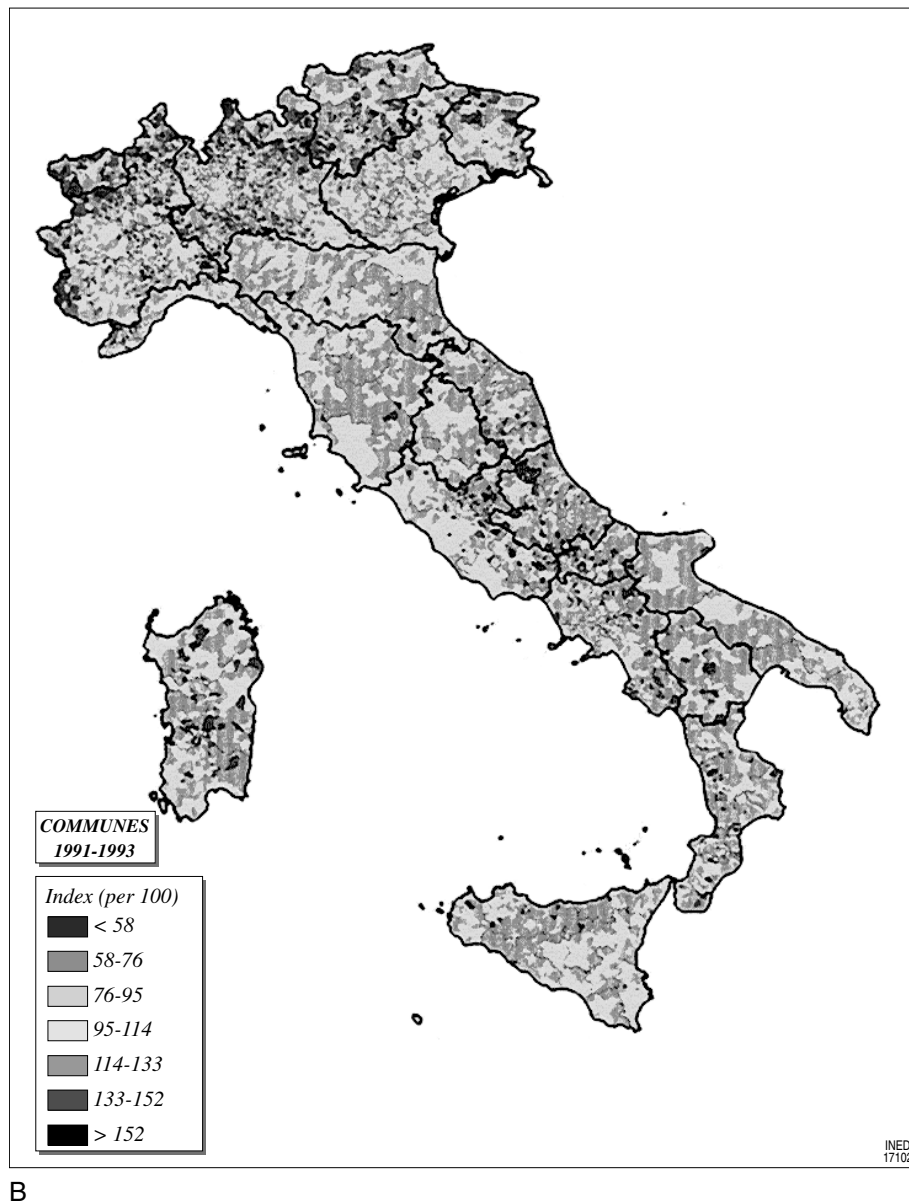 COMMUNES
1991-1993
Index (per 100)
< 58
58-76
76-95
95-114
114-133
133-152
> 152
INED
17102
B